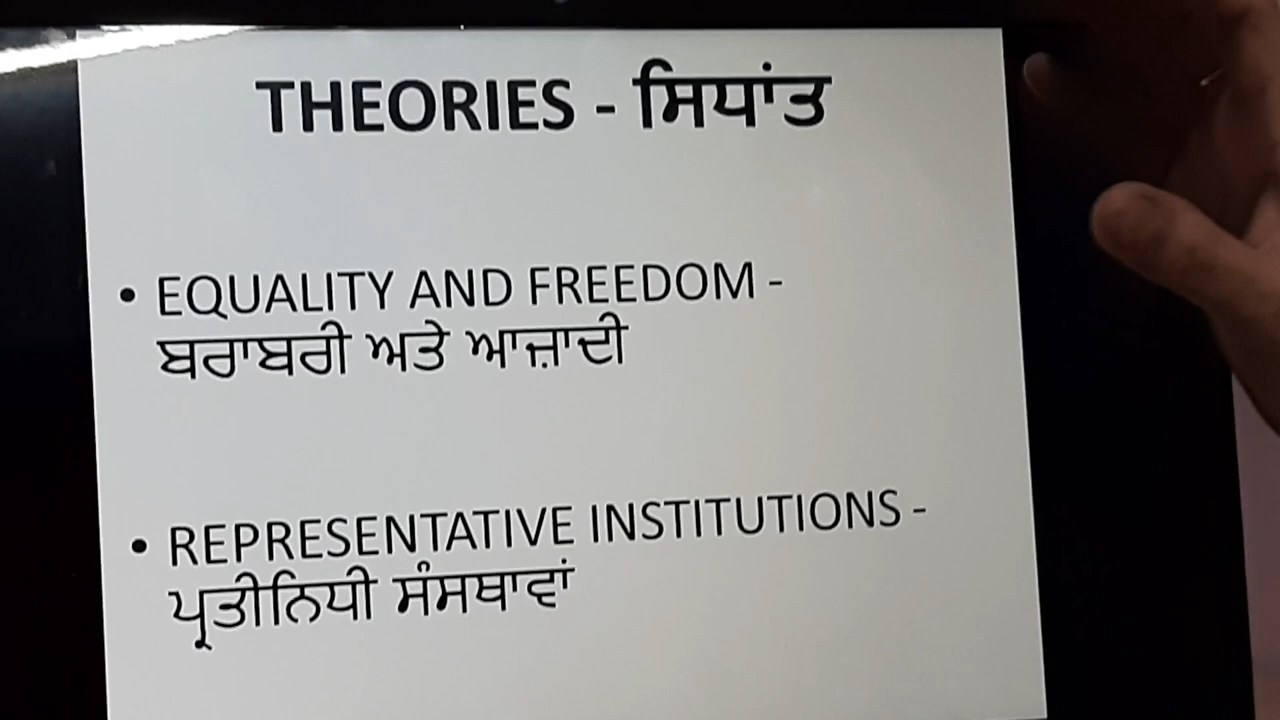 THEORIES - ਸਿਧਾਂਤ
• EQUALITY AND FREEDOM -
ਬਰਾਬਰੀ ਅਤੇ ਆਜ਼ਾਦੀ
• REPRESENTATIVE INSTITUTIONS -
ਪ੍ਰਤੀਨਿਧੀ ਸੰਸਥਾਵਾਂ